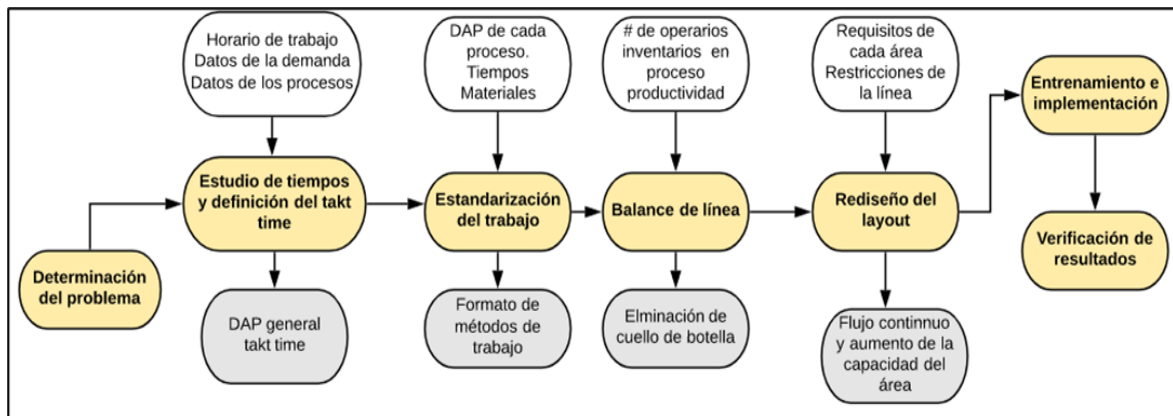 Horario de trabajo
Datos de la demanda
Datos de los procesos
DAP de cada
proceso.
Tiempos
Materiales
# de operarios
inventarios en
proceso
productividad
Requisitos de
cada área
Restricciones de
la línea
Entrenamiento e
implementación
Estudio de tiempos
y definición del takt
time
Estandarización
del trabajo
Balance de línea
Rediseño del
layout
Verificación de
resultados
Determinación
del problema
DAP general
takt time
Formato de
métodos de
trabajo
Elminación de
cuello de botella
Flujo continnuo
y aumento de la
capacidad del
área